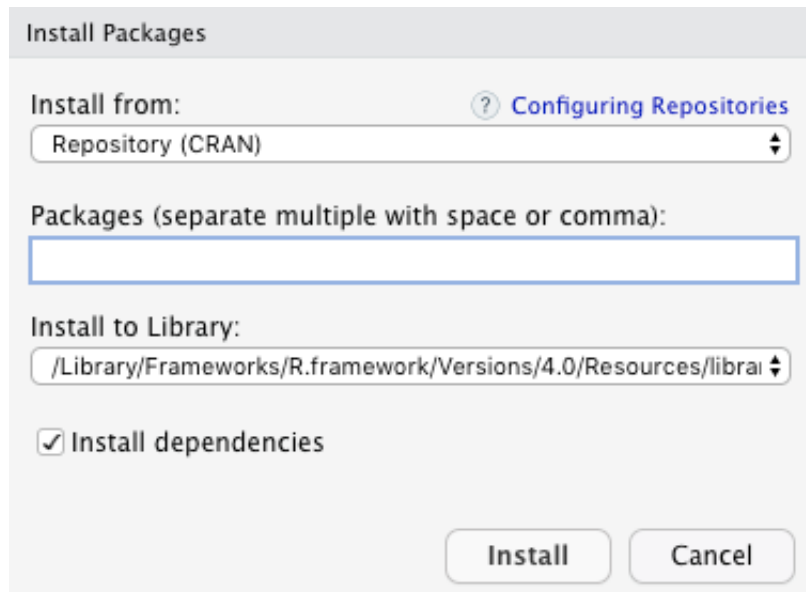 Install Packages
Install from:
? Configuring Repositories
Repository (CRAN)
Packages (separate multiple with space or comma):
Install to Library:
/Library/Frameworks/R.framework/Versions/4.0/Resources/librar
Install dependencies
Install
Cancel